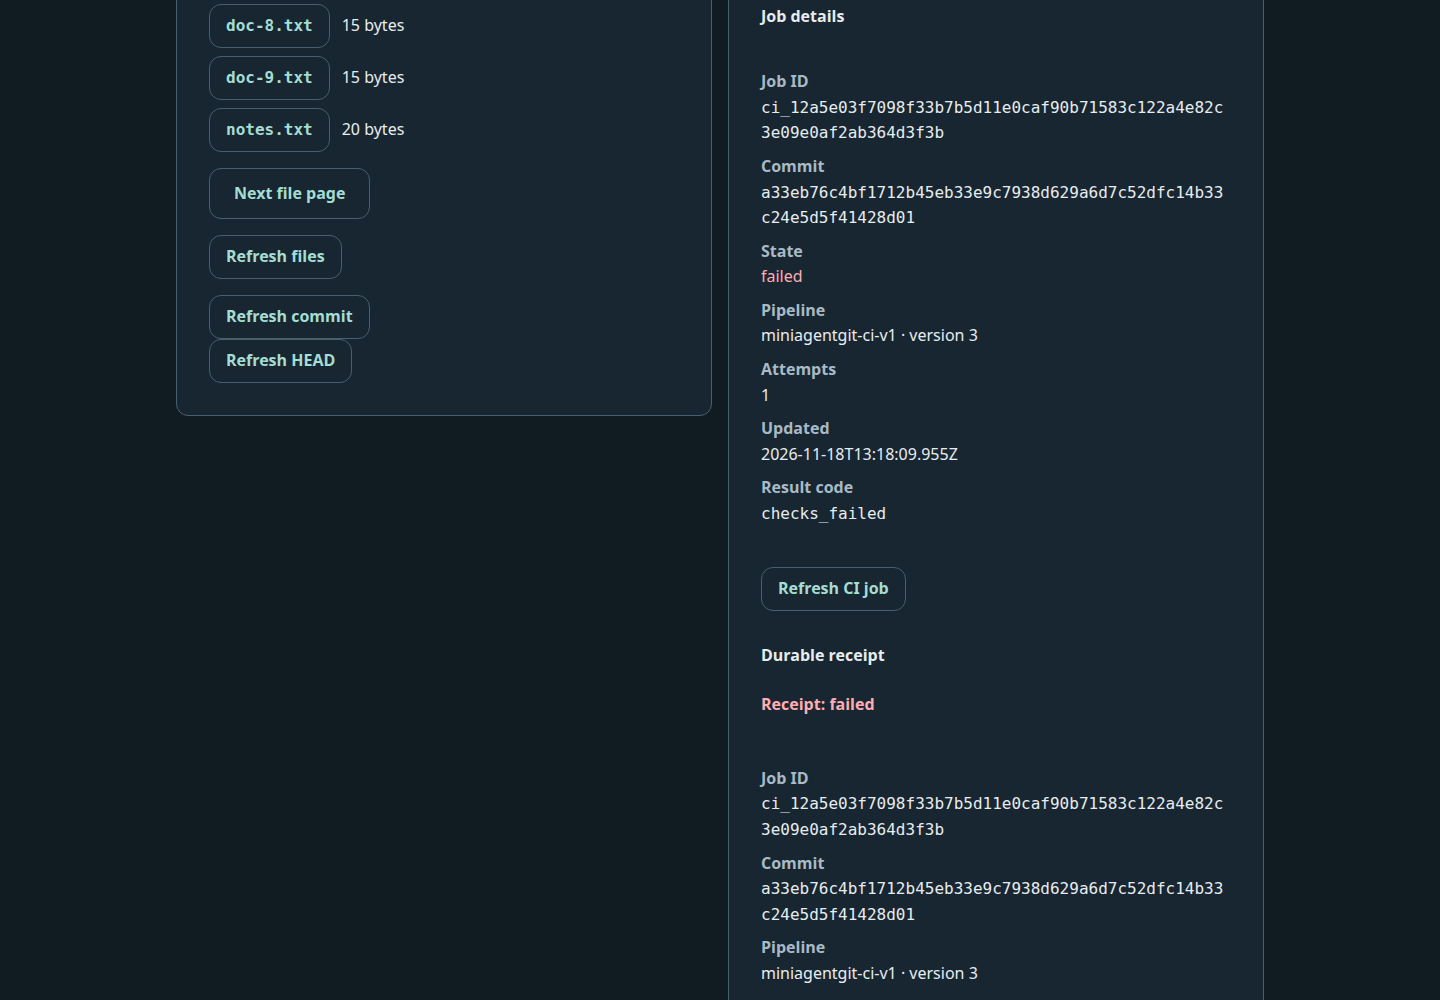 doc-8.txt 15 bytes
doc-9.txt 15 bytes
notes.txt 20 bytes
Next file page
Refresh files
Refresh commit
Refresh HEAD
Job details
Job ID
ci_12a5e03f7098f33b7b5d11e0caf90b71583c122a4e82c
3e09e0af2ab364d3f3b
Commit
a33eb76c4bf1712b45eb33e9c7938d629a6d7c52dfc14b33
c24e5d5f41428d01
State
failed
Pipeline
miniagentgit-ci-v1 · version 3
Attempts
1
Updated
2026-11-18T13:18:09.955Z
Result code
checks_failed
Refresh CI job
Durable receipt
Receipt: failed
Job ID
ci_12a5e03f7098f33b7b5d11e0caf90b71583c122a4e82c
3e09e0af2ab364d3f3b
Commit
a33eb76c4bf1712b45eb33e9c7938d629a6d7c52dfc14b33
c24e5d5f41428d01
Pipeline
miniagentgit-ci-v1 · version 3